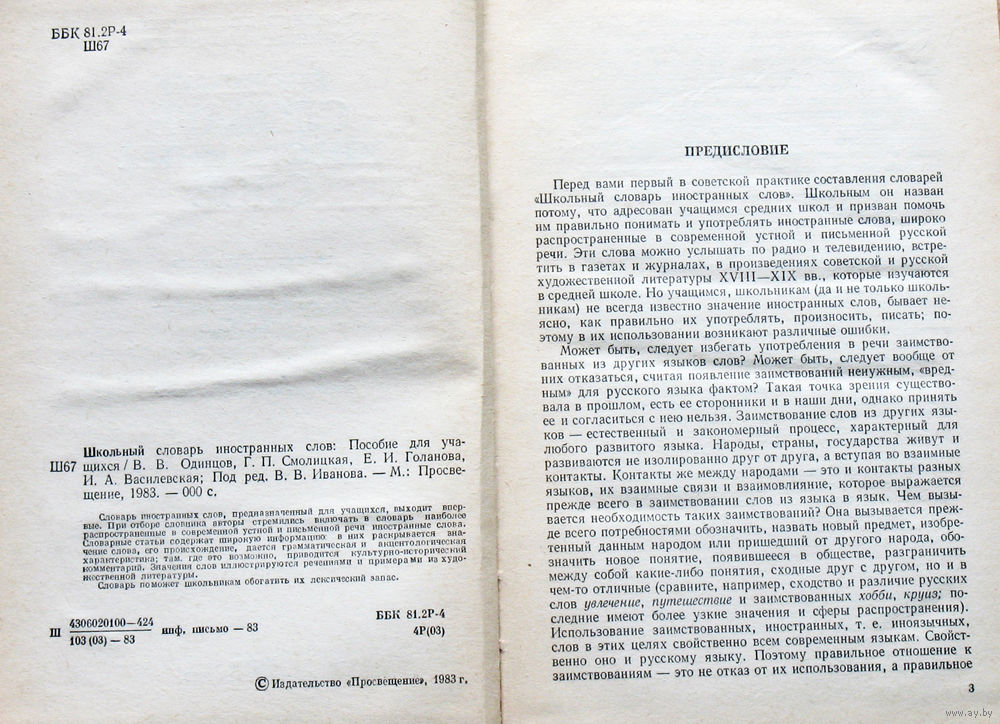 ББК 81.2Р-4
Ш67
Школьный словарь иностранных слов: Пособие для уча-
Ш67 щихся / В. В. Одинцов, Г. П. Смолицкая, Е. И. Голанова,
И. А. Василевская; Под ред. В. В. Иванова. — М.: Просве-
щение, 1983. — 000 с.
Словарь иностранных слов, предназначенный для учащихся, выходит впер-
вые. При отборе словника авторы стремились включать в словарь наиболее
распространенные в современной устной и письменной речи иностранные слова.
Словарные статьи содержат широкую информацию: в них раскрывается зна-
чение слова, его происхождение, дается грамматическая и акцентологическая
характеристика; там, где это возможно, приводится культурно-исторический
комментарий. Значения слов иллюстрируются речениями и примерами из худо-
жественной литературы.
Словарь поможет школьникам обогатить их лексический запас.
Ш 4306020100—424
103 (03) — 83 инф. письмо — 83
ББК 81.2Р-4
4Р(03)
© Издательство «Просвещение», 1983 г.
ПРЕДИСЛОВИЕ
Перед вами первый в советской практике составления словарей
«Школьный словарь иностранных слов». Школьным он назван
потому, что адресован учащимся средних школ и призван помочь
им правильно понимать и употреблять иностранные слова, широко
распространенные в современной устной и письменной русской
речи. Эти слова можно услышать по радио и телевидению, встре-
тить в газетах и журналах, в произведениях советской и русской
художественной литературы XVIII—XIX вв., которые изучаются
в средней школе. Но учащимся, школьникам (да и не только школь-
никам) не всегда известно значение иностранных слов, бывает не-
ясно, как правильно их употреблять, произносить, писать; по-
этому в их использовании возникают различные ошибки.
Может быть, следует избегать употребления в речи заимство-
ванных из других языков слов? Может быть, следует вообще от
них отказаться, считая появление заимствований ненужным, «вред-
ным» для русского языка фактом? Такая точка зрения существо-
вала в прошлом, есть ее сторонники и в наши дни, однако принять
ее и согласиться с нею нельзя. Заимствование слов из других язы-
ков — естественный и закономерный процесс, характерный для
любого развитого языка. Народы, страны, государства живут и
развиваются не изолированно друг от друга, а вступая во взаимные
контакты. Контакты же между народами — это и контакты разных
языков, их взаимные связи и взаимовлияние, которое выражается
прежде всего в заимствовании слов из языка в язык. Чем вызы-
вается необходимость таких заимствований? Она вызывается преж-
де всего потребностями обозначить, назвать новый предмет, изобре-
тенный данным народом или пришедший от другого народа, обо-
значить новое понятие, появившееся в обществе, разграничить
между собой какие-либо понятия, сходные друг с другом, но и в
чем-то отличные (сравните, например, сходство и различие русских
слов увлечение, путешествие и заимствованных хобби, круиз; по-
следние имеют более узкие значения и сферы распространения).
Использование заимствованных, иностранных, т. е. иноязычных,
слов в этих целях свойственно всем современным языкам. Свойст-
венно оно и русскому языку. Поэтому правильное отношение к
заимствованиям — это не отказ от их использования, а правильное
3
www.ay.by